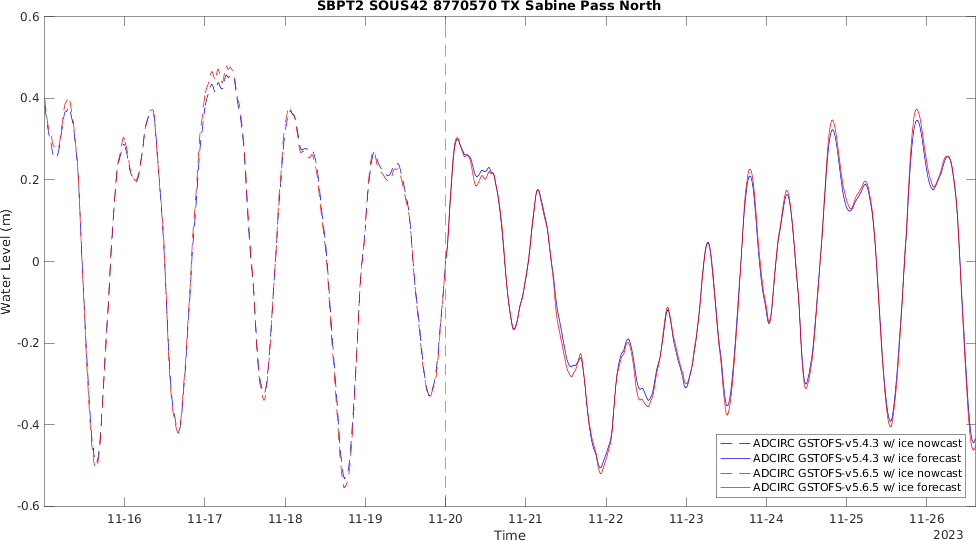 SBPT2 SOUS42 8770570 TX Sabine Pass North
0.6
0.4
0.2
0
-0.2
-0.4
-0.6
Water Level (m)
ADCIRC GSTOFS-v5.4.3 w/ ice nowcast
ADCIRC GSTOFS-v5.4.3 w/ ice forecast
ADCIRC GSTOFS-v5.6.5 w/ ice nowcast
ADCIRC GSTOFS-v5.6.5 w/ ice forecast
11-16 11-17 11-18 11-19 11-20 11-21 11-22 11-23 11-24 11-25 11-26
Time
2023